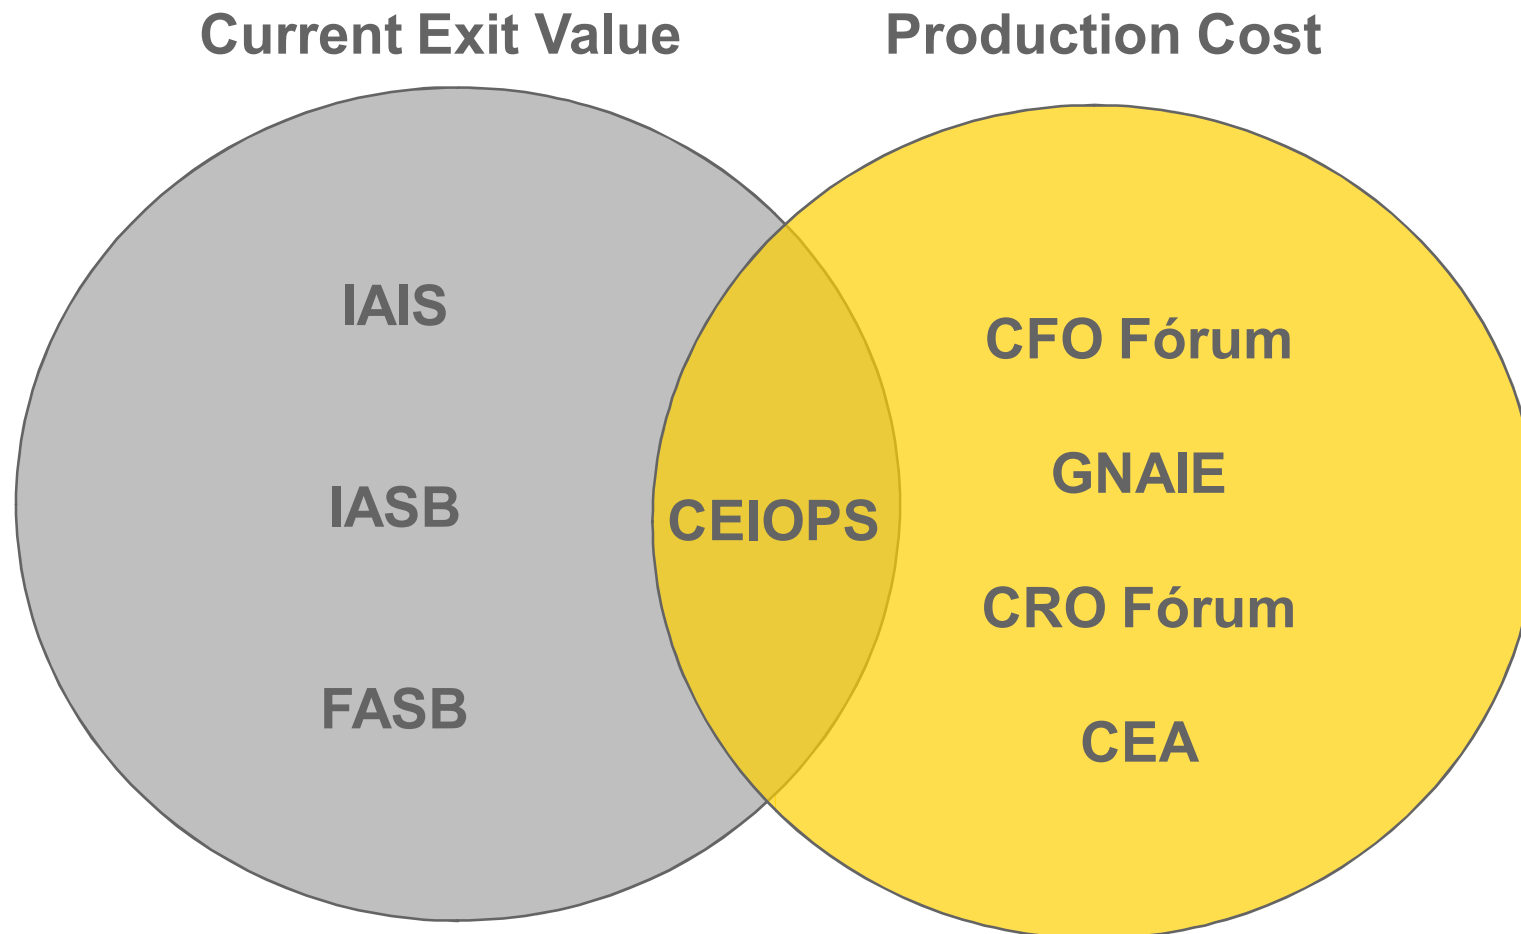 Current Exit Value
Production Cost
IAIS
IASB
FASB
CEIOPS
CFO Fórum
GNAIE
CRO Fórum
CEA